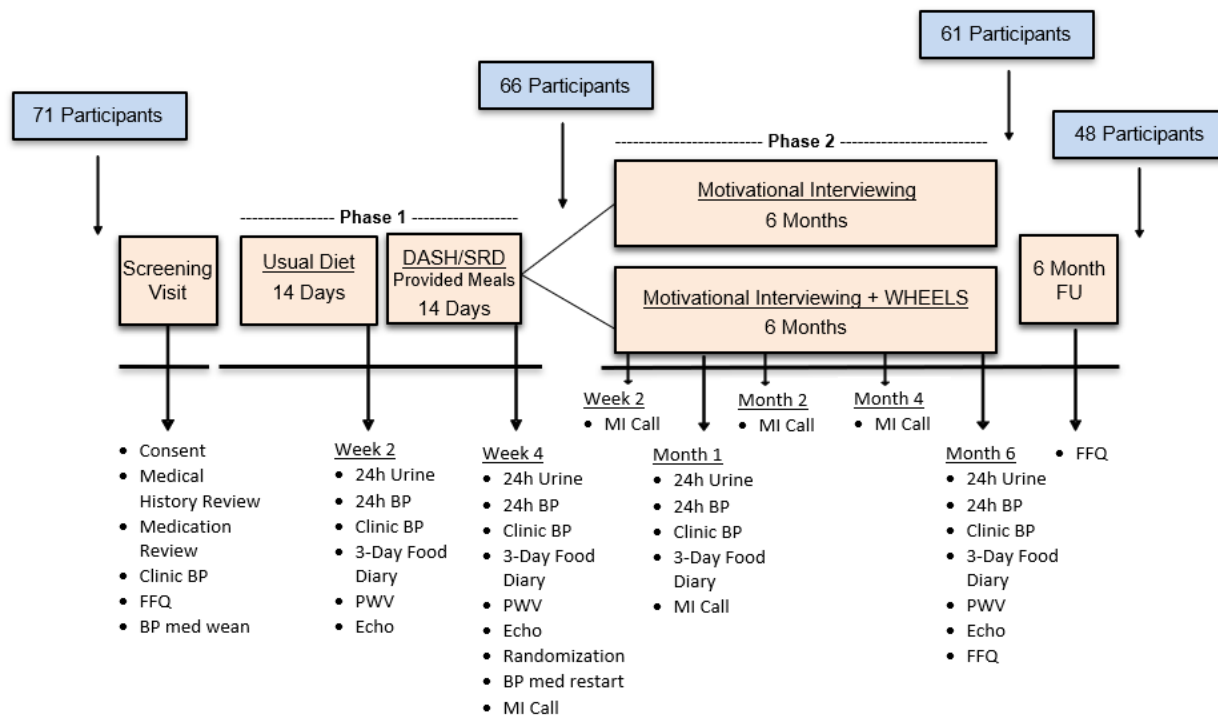 71 Participants
66 Participants
61 Participants
48 Participants
---------------- Phase 1 ----------------
------------------------- Phase 2 -------------------------
Screening
Visit
Usual Diet
14 Days
DASH/SRD
Provided Meals
14 Days
Motivational Interviewing
6 Months
Motivational Interviewing + WHEELS
6 Months
6 Month
FU
• Consent
• Medical
History Review
• Medication
Review
• Clinic BP
• FFQ
• BP med wean
Week 2
• 24h Urine
• 24h BP
• Clinic BP
• 3-Day Food
Diary
• PWV
• Echo
Week 4
• 24h Urine
• 24h BP
• Clinic BP
• 3-Day Food
Diary
• PWV
• Echo
• Randomization
• BP med restart
• MI Call
Week 2
• MI Call
Month 1
• 24h Urine
• 24h BP
• Clinic BP
• 3-Day Food
Diary
• MI Call
Month 2
• MI Call
Month 4
• MI Call
Month 6
• 24h Urine
• 24h BP
• Clinic BP
• 3-Day Food
Diary
• PWV
• Echo
• FFQ
• FFQ